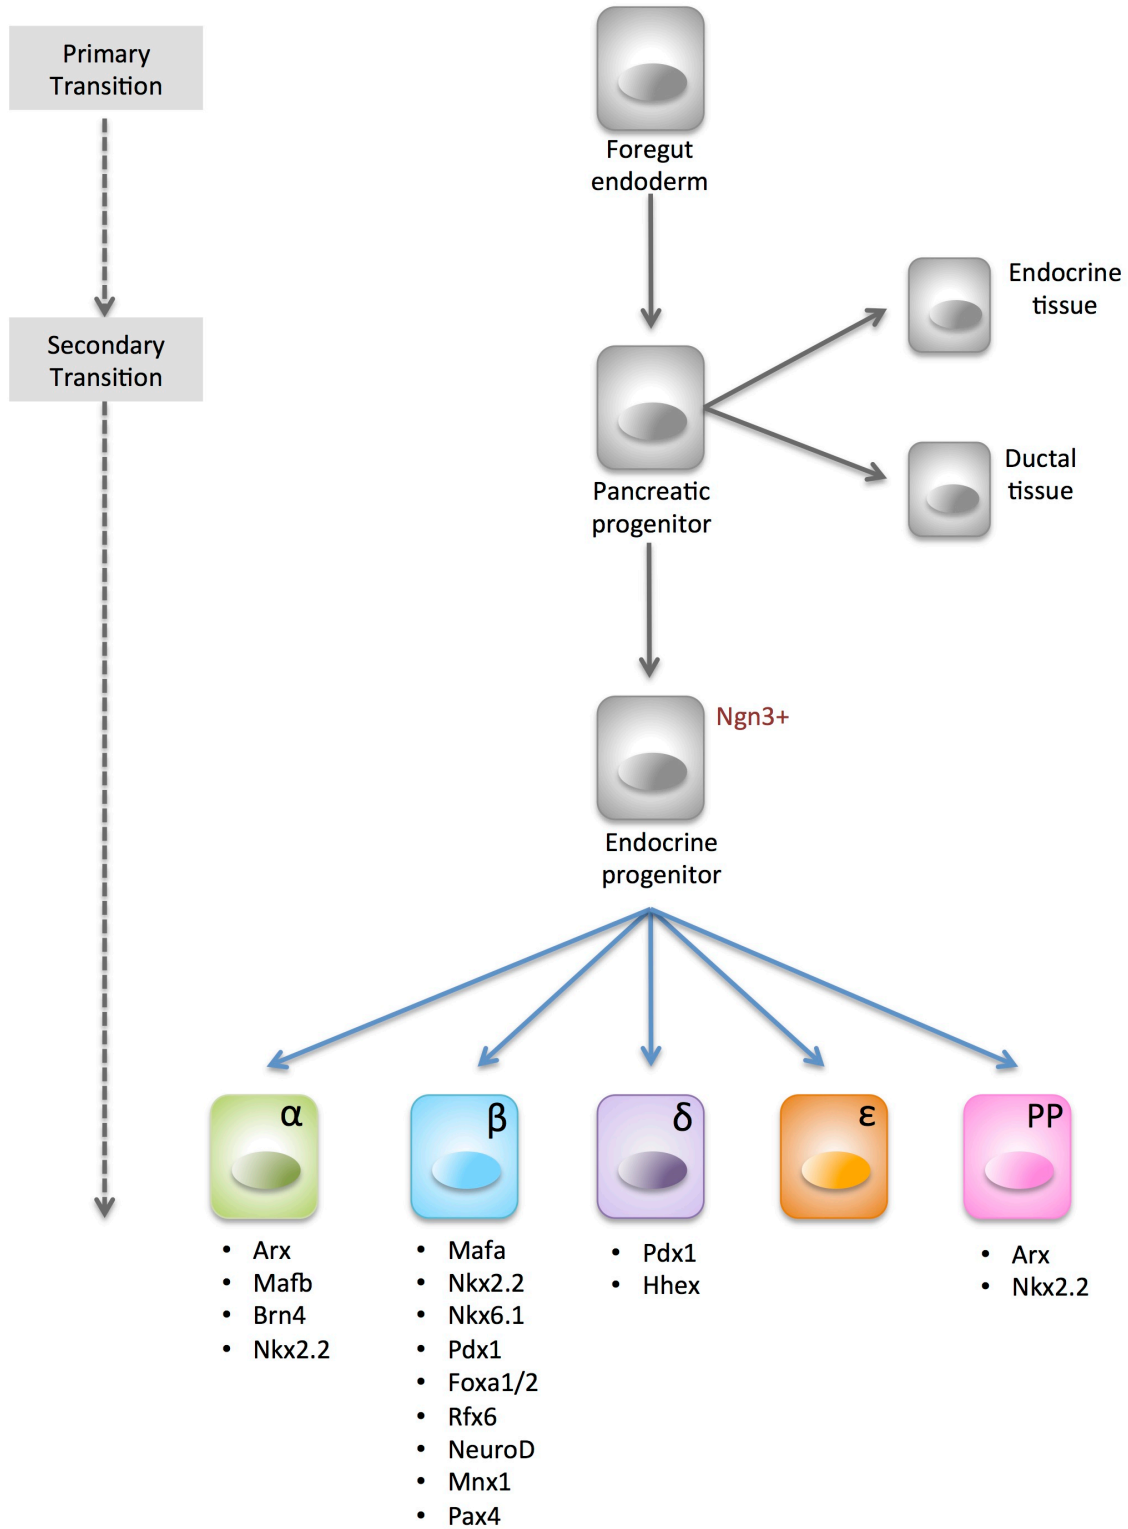 Primary
Transition
Foregut
endoderm
Endocrine
tissue
Secondary
Transition
Ductal
tissue
Pancreatic
progenitor
Ngn3+
Endocrine
progenitor
α
β
δ
ε
PP
• Arx
• Mafb
• Brn4
• Nkx2.2
• Mafa
• Nkx2.2
• Nkx6.1
• Pdx1
• Foxa1/2
• Rfx6
• NeuroD
• Mnx1
• Pax4
• Pdx1
• Hhex
• Arx
• Nkx2.2